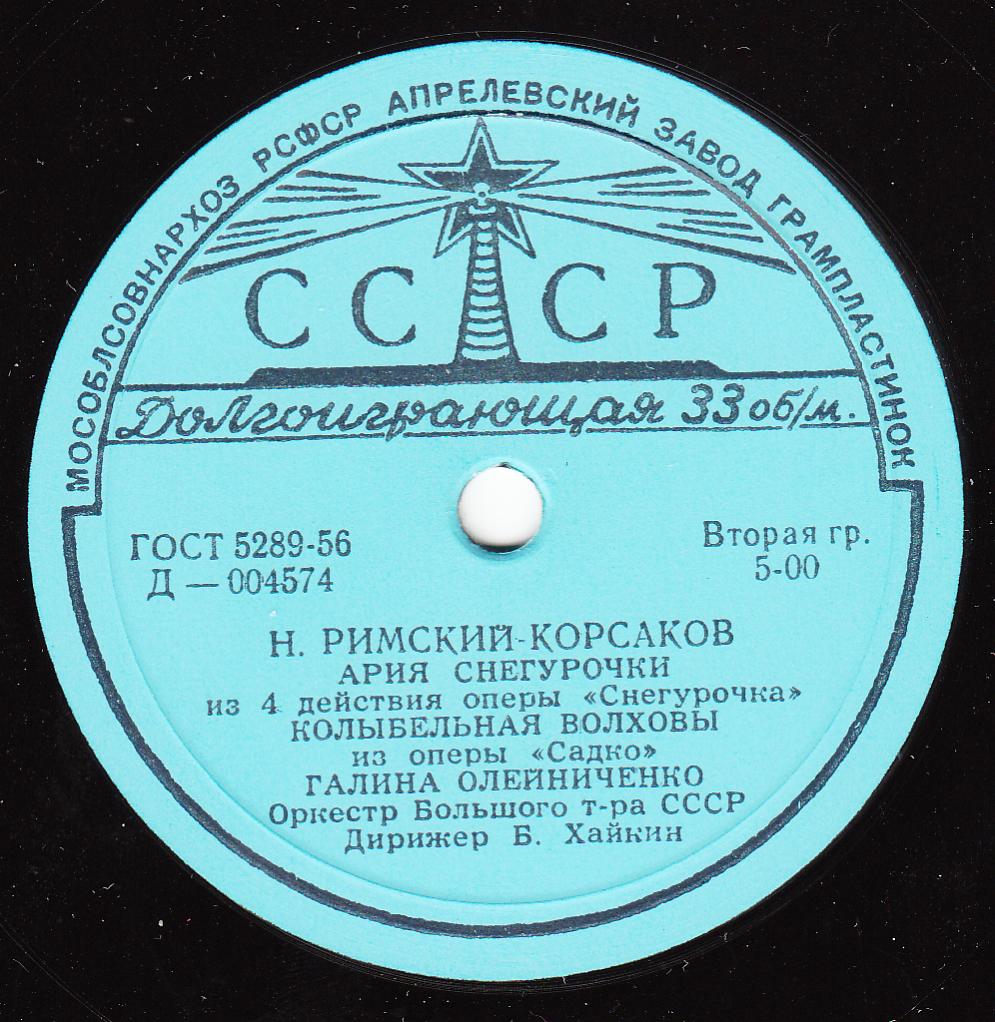 МОСОБЛСОВНАРХОЗ РСФСР АПРЕЛЕВСКИЙ ЗАВОД ГРАМПЛАСТИНОК
СССР
Долгоиграющая 33 об/м.
ГОСТ 5289-56
Д — 004574
Вторая гр.
5-00
Н. РИМСКИЙ-КОРСАКОВ
АРИЯ СНЕГУРОЧКИ
из 4 действия оперы «Снегурочка»
КОЛЫБЕЛЬНАЯ ВОЛХОВЫ
из оперы «Садко»
ГАЛИНА ОЛЕЙНИЧЕНКО
Оркестр Большого т-ра СССР
Дирижер Б. Хайкин